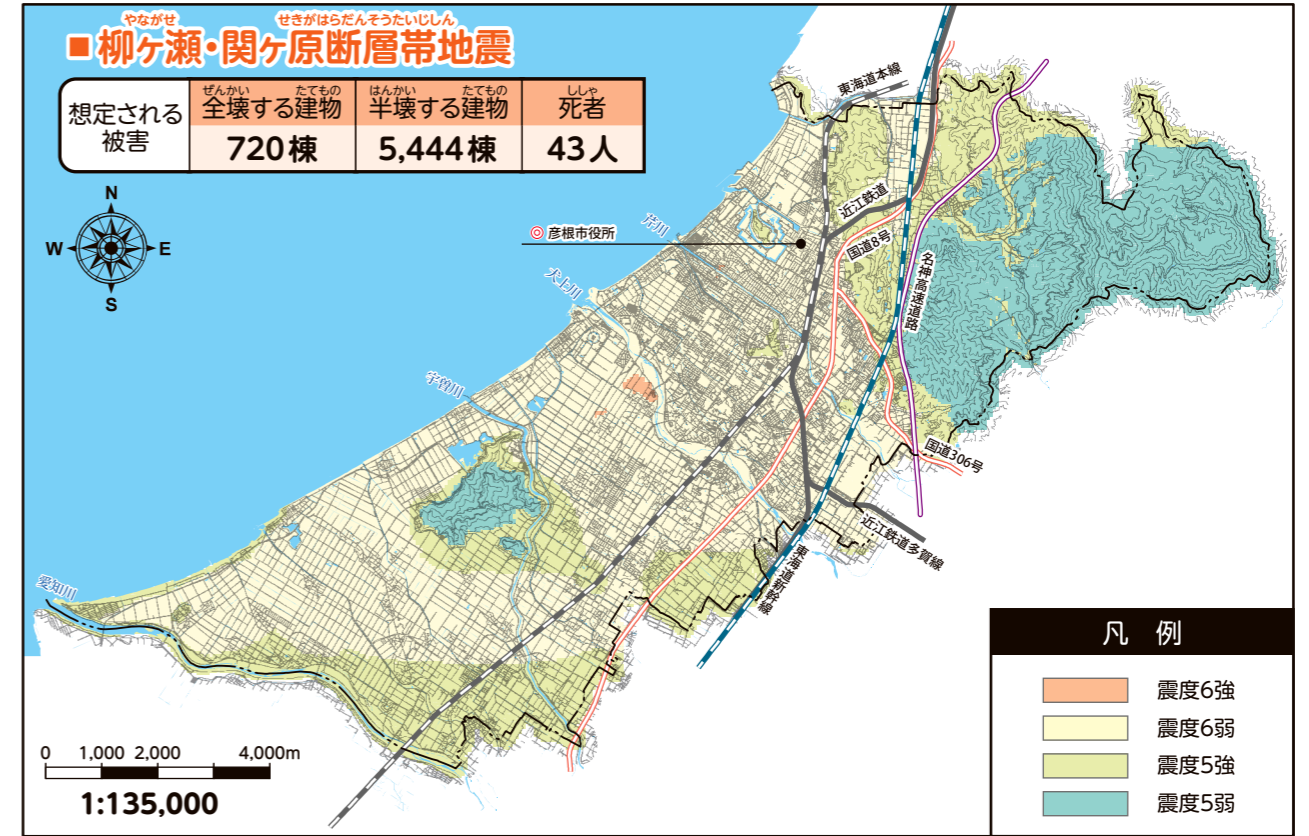 やながせ せきがはらだんそうたいじしん
■柳ヶ瀬・関ヶ原断層帯地震
想定される
被害
ぜんかい たてもの
全壊する建物
はんかい たてもの
半壊する建物
ししゃ
死者
720棟
5,444棟
43人
N
W
E
S
東海道本線
近江鉄道
国道8号
芹川
◎ 彦根市役所
犬上川
名神高速道路
宇曽川
国道306号
近江鉄道多賀線
東海道新幹線
愛知川
0 1,000 2,000 4,000m
1:135,000
凡 例
震度6強
震度6弱
震度5強
震度5弱